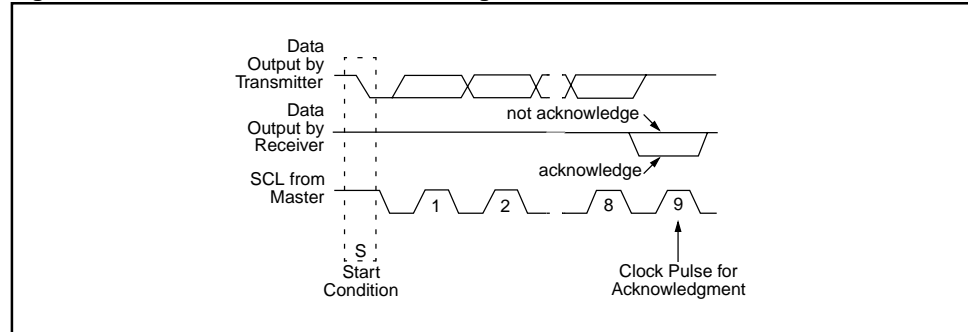 Data
Output by
Transmitter
Data
Output by
Receiver
not acknowledge
acknowledge
SCL from
Master
1
2
8
9
S
Start
Condition
Clock Pulse for
Acknowledgment